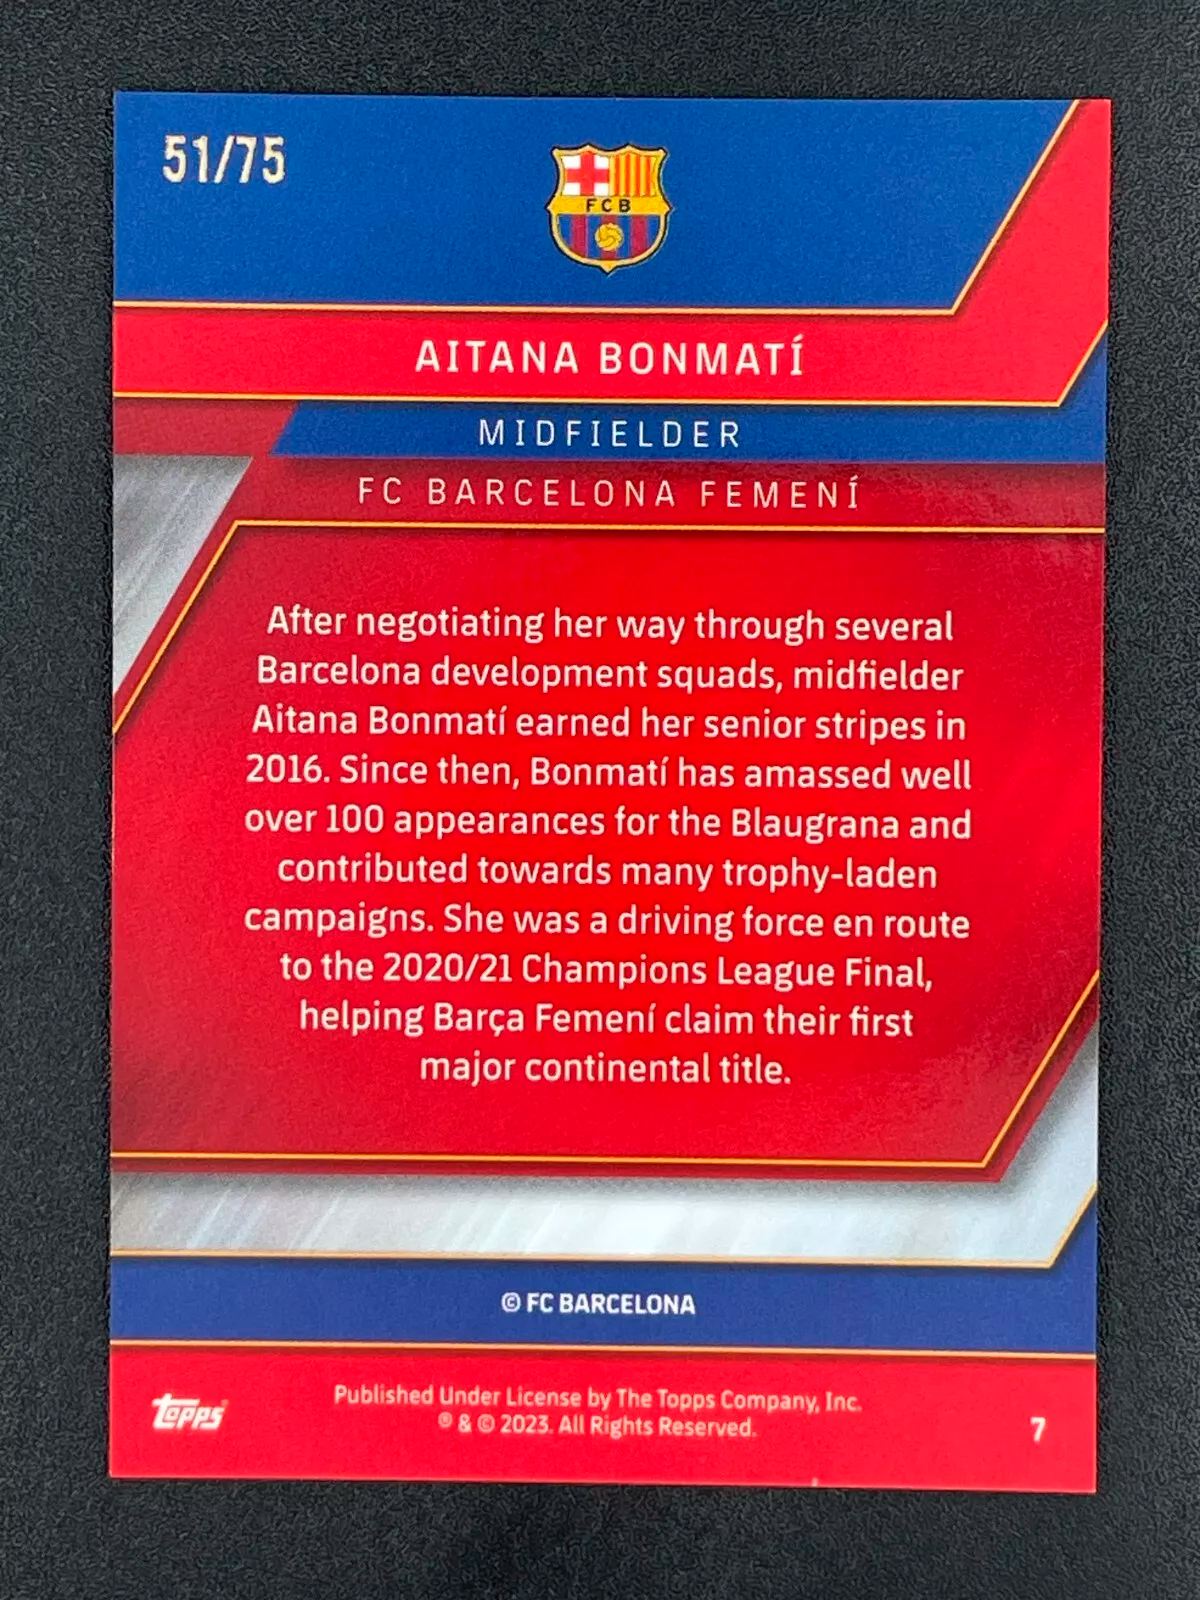 51/75
FCB
AITANA BONMATÍ
MIDFIELDER
FC BARCELONA FEMENÍ
After negotiating her way through several
Barcelona development squads, midfielder
Aitana Bonmatí earned her senior stripes in
2016. Since then, Bonmatí has amassed well
over 100 appearances for the Blaugrana and
contributed towards many trophy-laden
campaigns. She was a driving force en route
to the 2020/21 Champions League Final,
helping Barça Femení claim their first
major continental title.
© FC BARCELONA
Published Under License by The Topps Company, Inc.
® & © 2023. All Rights Reserved.
topps
7